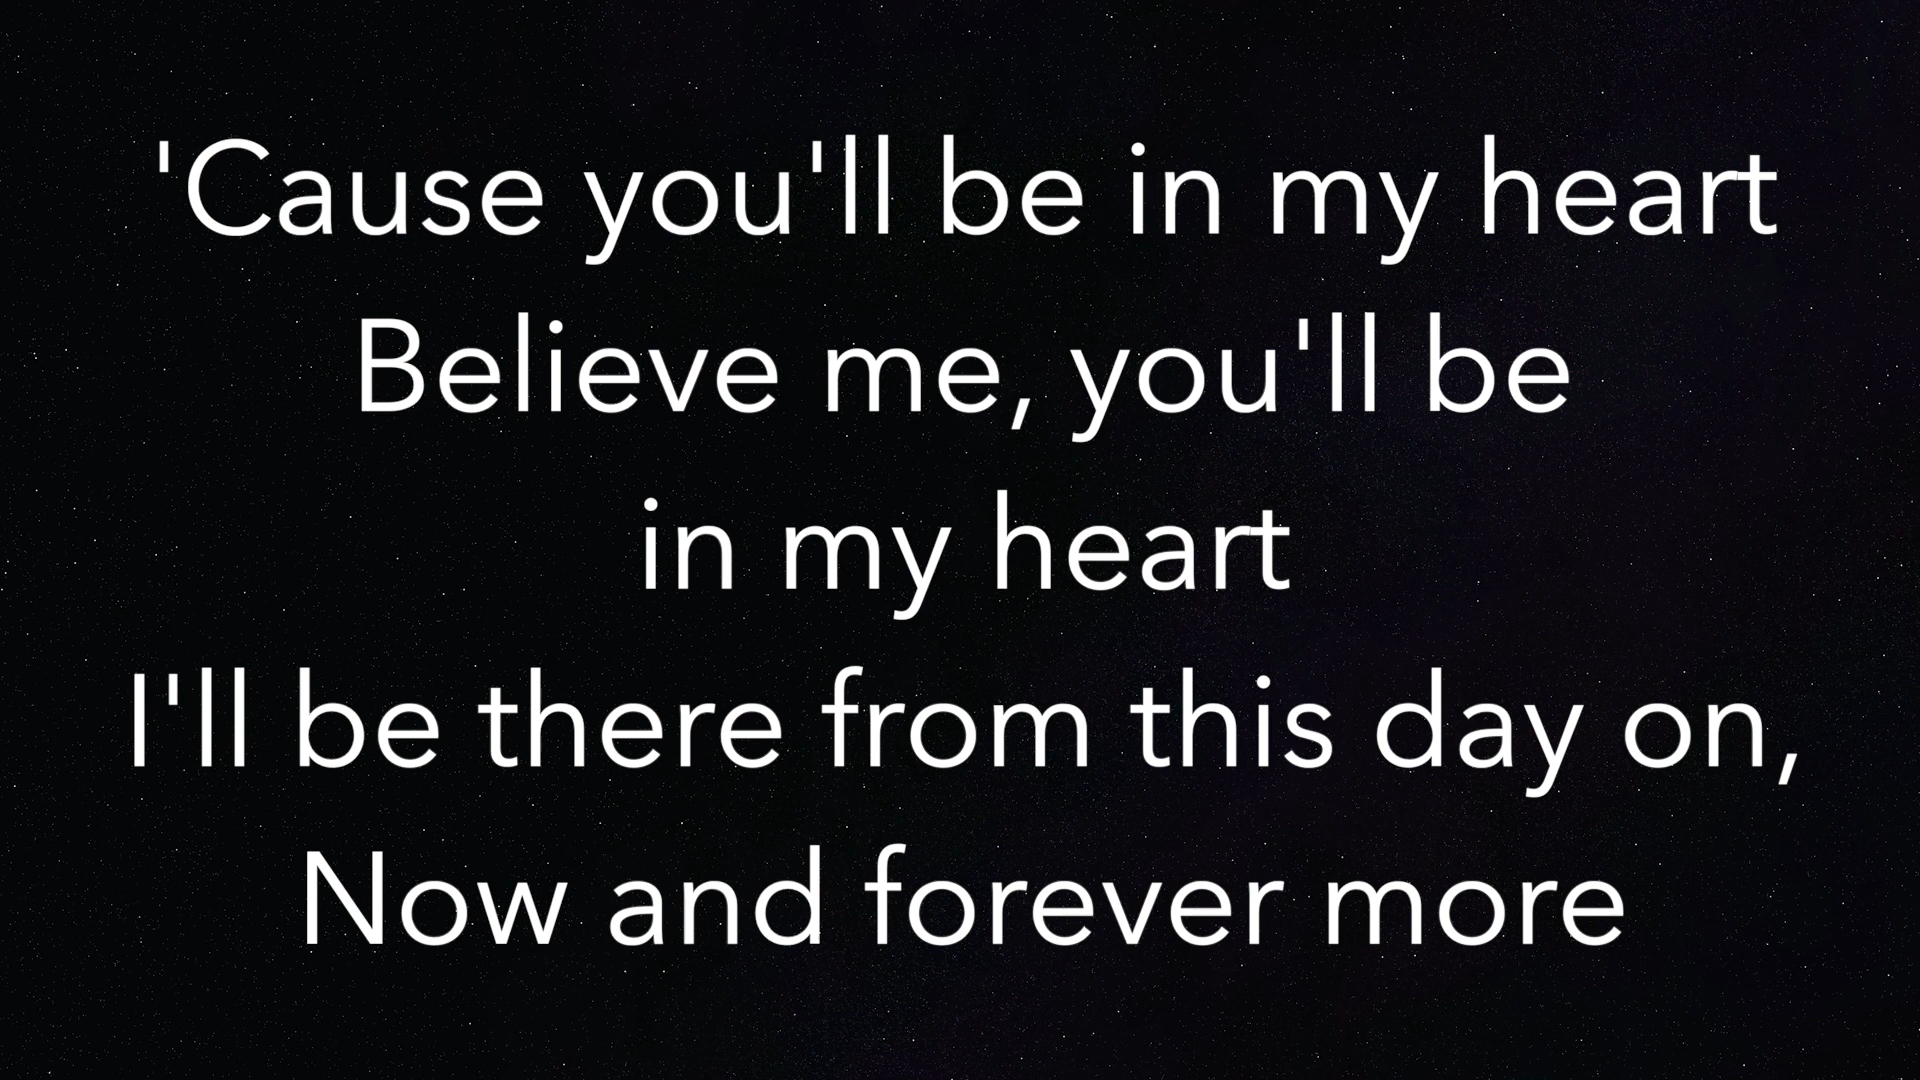 'Cause you'll be in my heart
Believe me, you'll be
in my heart
I'll be there from this day on,
Now and forever more